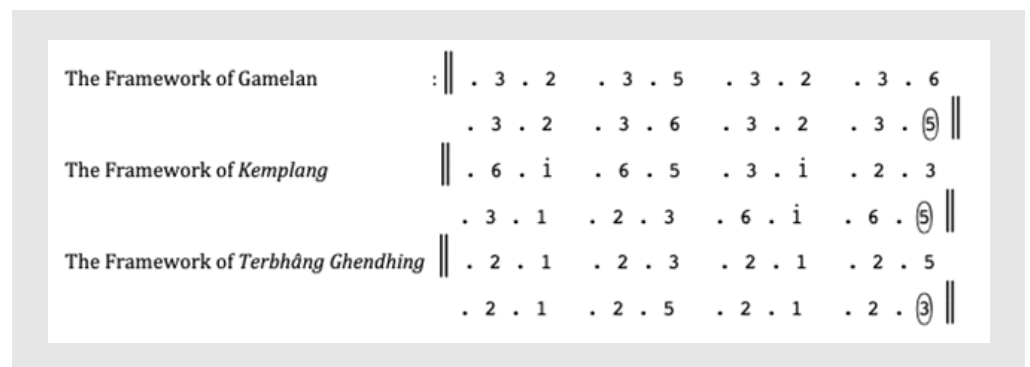 The Framework of Gamelan : ‖ . 3 . 2 . 3 . 5 . 3 . 2 . 3 . 6
. 3 . 2 . 3 . 6 . 3 . 2 . 3 . ⑤ ‖
The Framework of Kemplang ‖ . 6 . i . 6 . 5 . 3 . i . 2 . 3
. 3 . 1 . 2 . 3 . 6 . i . 6 . ⑤ ‖
The Framework of Terbhâng Ghendhing ‖ . 2 . 1 . 2 . 3 . 2 . 1 . 2 . 5
. 2 . 1 . 2 . 5 . 2 . 1 . 2 . ③ ‖